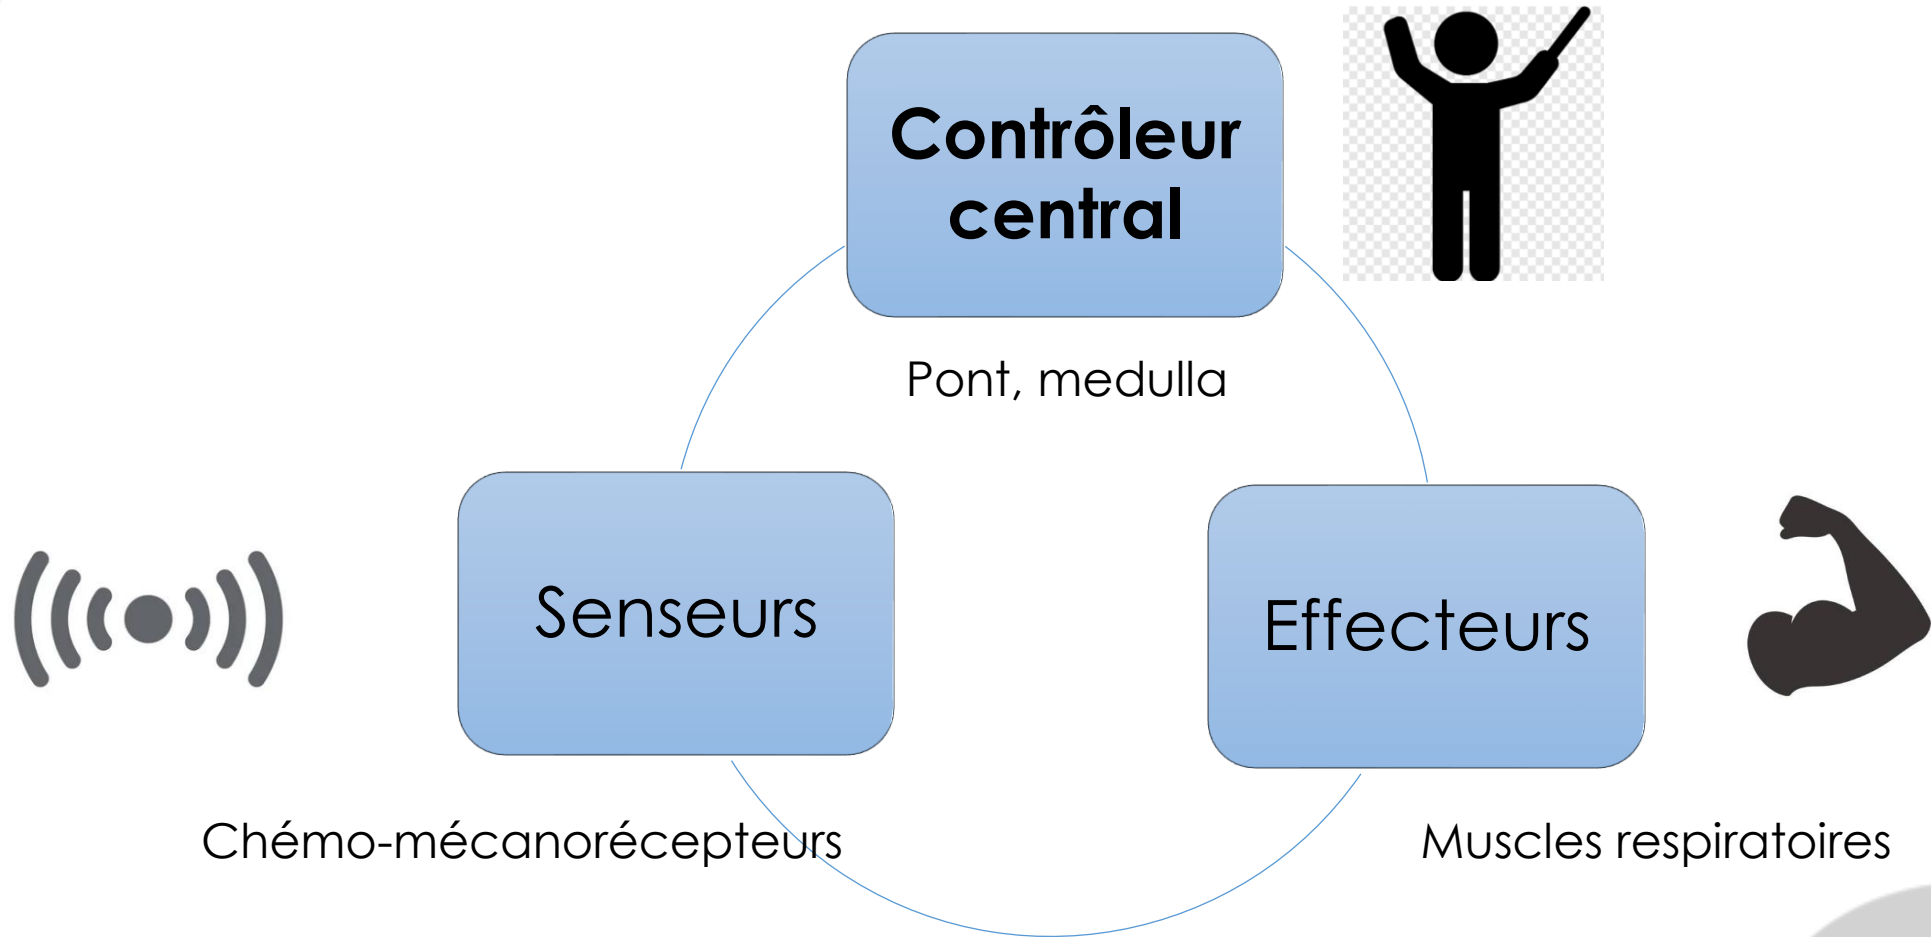 Contrôleur
central
Pont, medulla
Senseurs
Effecteurs
Chémo-mécanorécepteurs
Muscles respiratoires